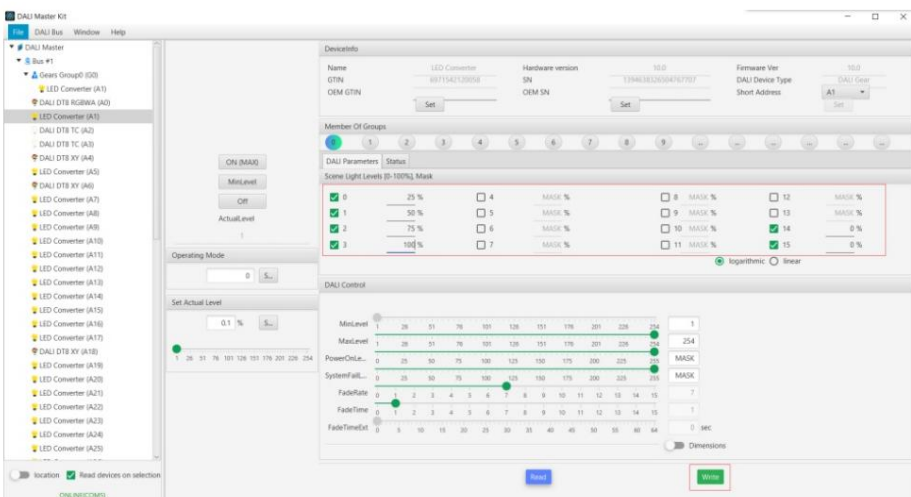 DALI Master Kit
File DALI Bus Window Help
DALI Master
Bus #1
Gears Group0 (G0)
LED Converter (A1)
DALI DT8 RGBWA (A0)
LED Converter (A1)
DALI DT8 TC (A2)
DALI DT8 TC (A3)
DALI DT8 XY (A4)
LED Converter (A5)
DALI DT8 XY (A6)
LED Converter (A7)
LED Converter (A8)
LED Converter (A9)
LED Converter (A10)
LED Converter (A11)
LED Converter (A12)
LED Converter (A13)
LED Converter (A14)
LED Converter (A15)
LED Converter (A16)
LED Converter (A17)
DALI DT8 XY (A18)
LED Converter (A19)
LED Converter (A20)
LED Converter (A21)
LED Converter (A22)
LED Converter (A23)
LED Converter (A24)
LED Converter (A25)
location Read devices on selection
ONLINE(COM5)
ON (MAX)
MinLevel
Off
ActualLevel
1
Operating Mode
0 S...
Set Actual Level
0.1 % S...
1 26 51 76 101 126 151 176 201 226 254
DeviceInfo
Name LED Converter Hardware version 10.0 Firmware Ver 10.0
GTIN SN DALI Device Type DALI Gear
OEM GTIN OEM SN Short Address A1
Set Set Set
Member Of Groups
0 1 2 3 4 5 6 7 8 9 ... ... ... ... ... ...
DALI Parameters Status
Scene Light Levels [0-100%], Mask
0 25 % 4 MASK % 8 MASK % 12 MASK %
1 50 % 5 MASK % 9 MASK % 13 MASK %
2 75 % 6 MASK % 10 MASK % 14 0 %
3 100 % 7 MASK % 11 MASK % 15 0 %
logarithmic linear
DALI Control
MinLevel 1 26 51 76 101 126 151 176 201 226 254 1
MaxLevel 1 26 51 76 101 126 151 176 201 226 254 254
PowerOnLe... 0 25 50 75 100 125 150 175 200 225 255 MASK
SystemFailL... 0 25 50 75 100 125 150 175 200 225 255 MASK
FadeRate 0 1 2 3 4 5 6 7 8 9 10 11 12 13 14 15 7
FadeTime 0 1 2 3 4 5 6 7 8 9 10 11 12 13 14 15 1
FadeTimeExt 0 5 10 15 20 25 30 35 40 45 50 55 60 64 0 sec
Dimensions
Read Write